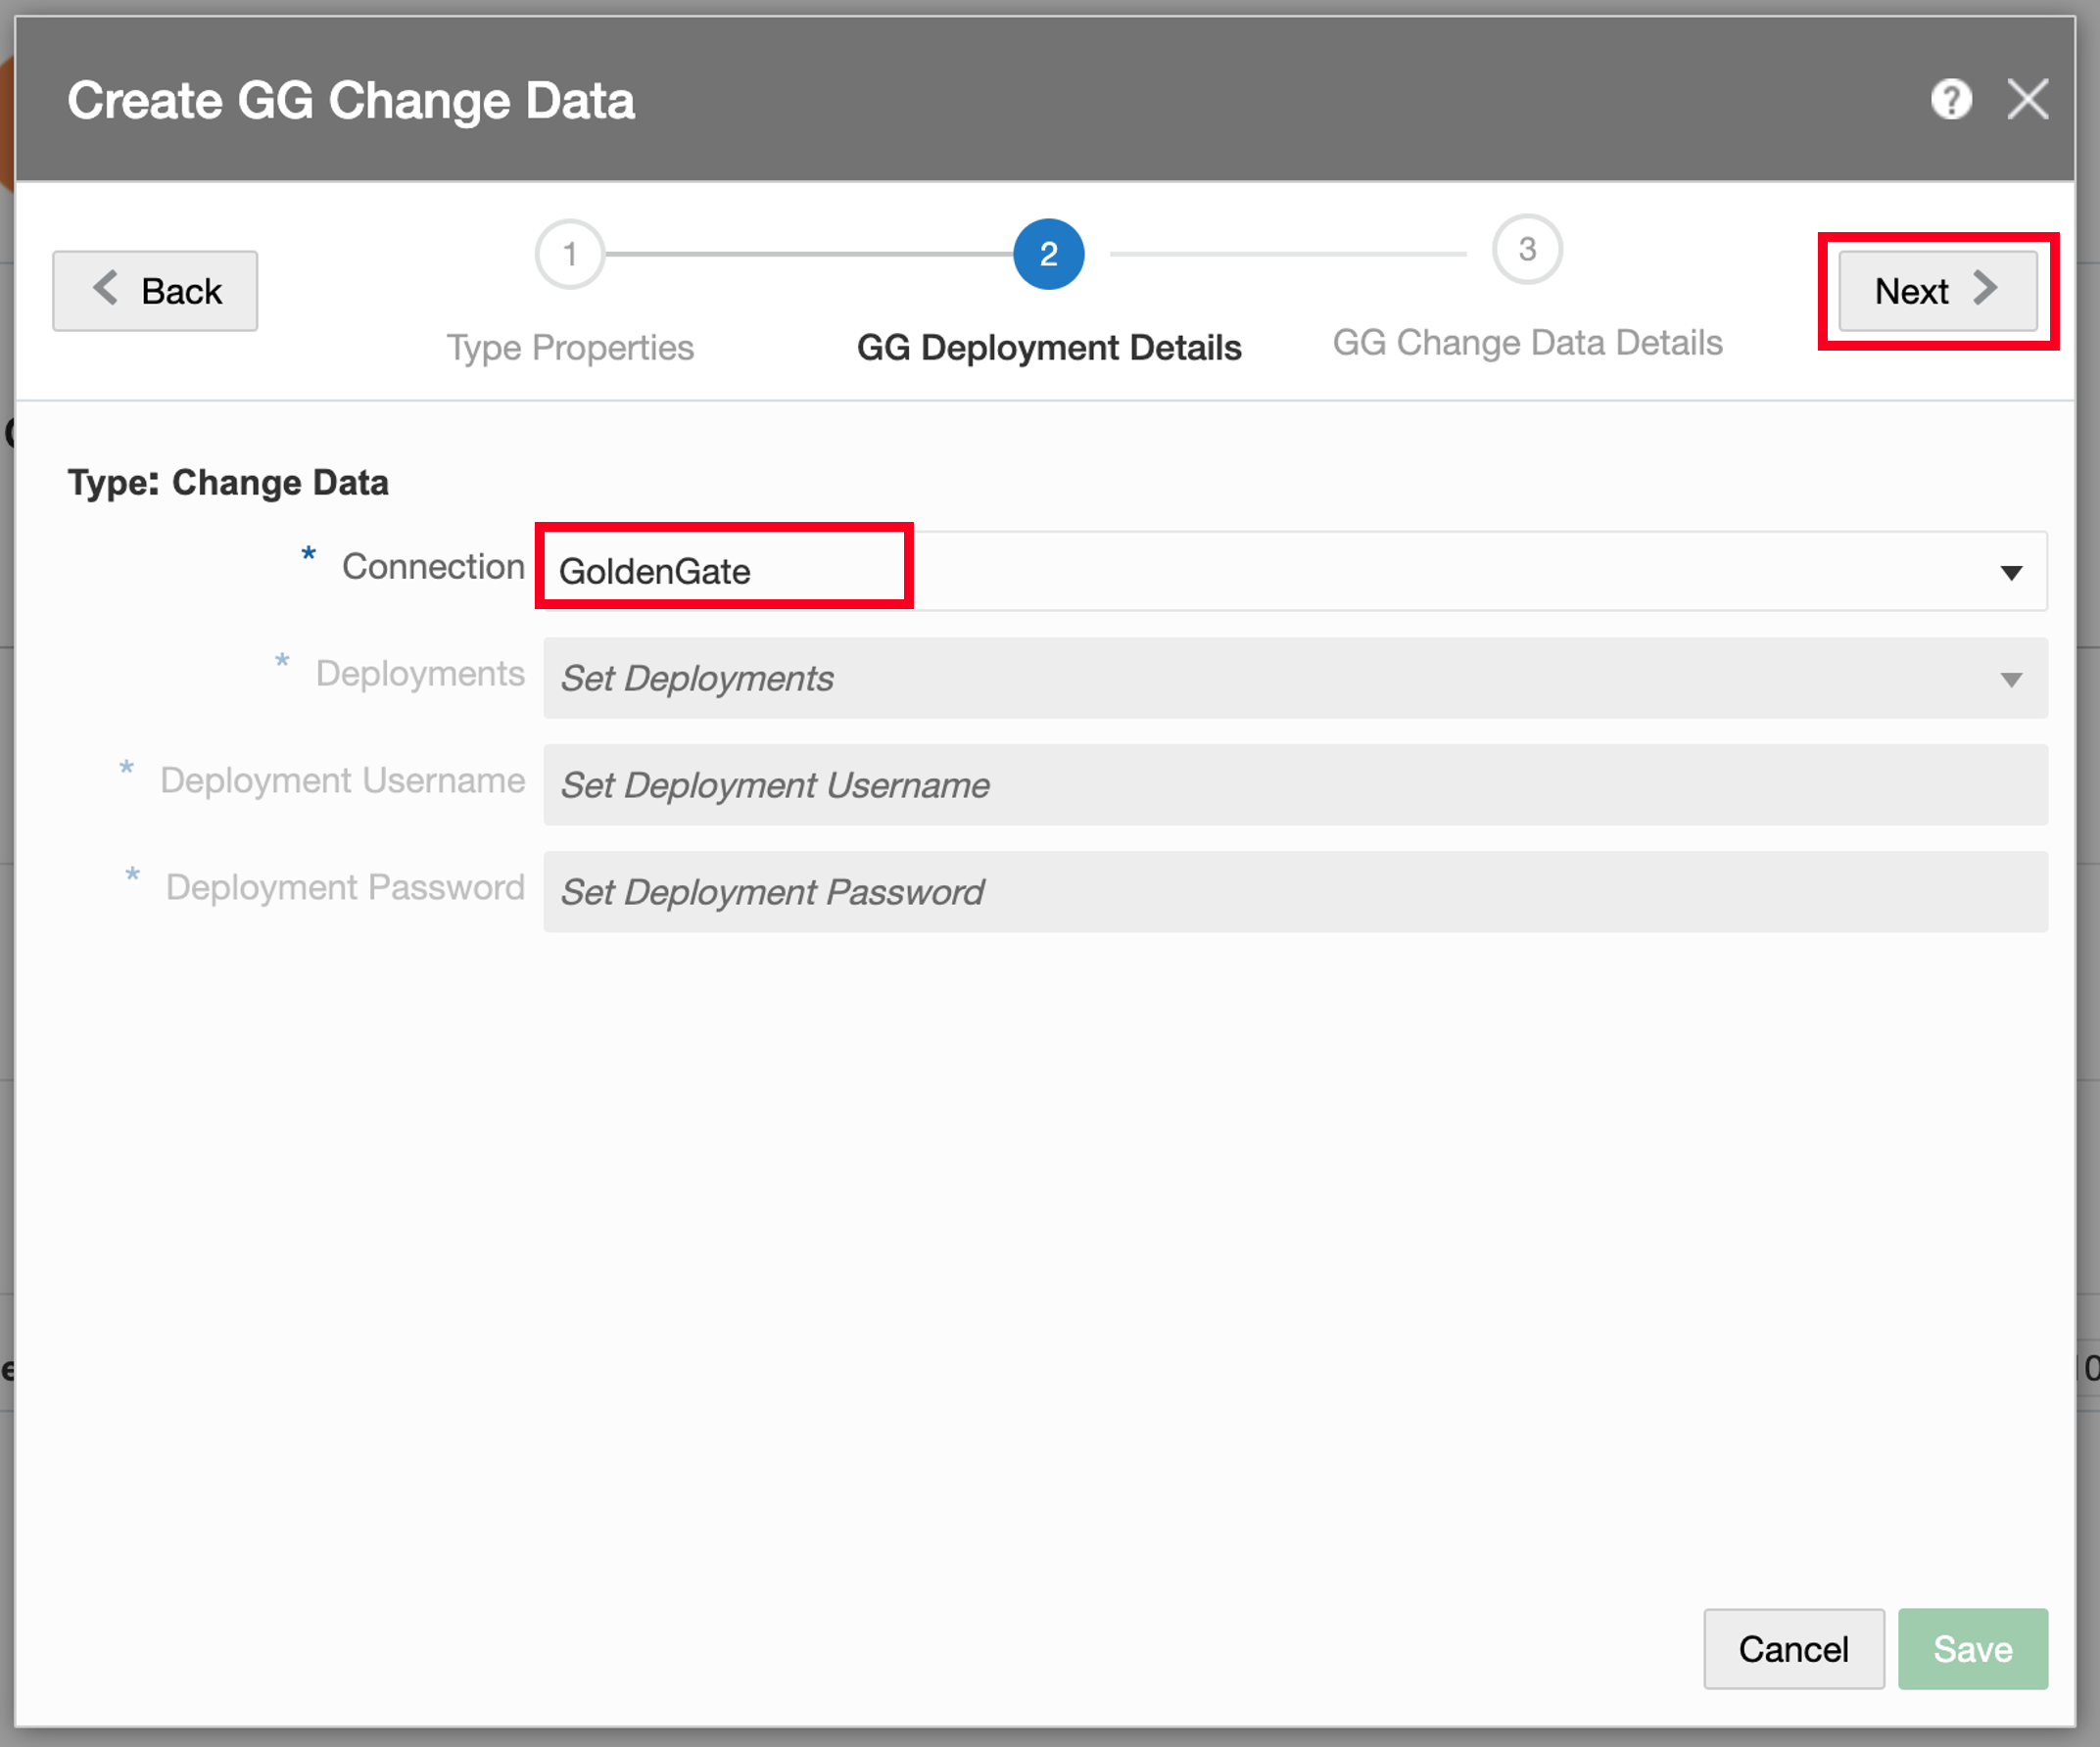 Create GG Change Data
?
Back
1
2
3
Next
Type Properties
GG Deployment Details
GG Change Data Details
Type: Change Data
* Connection GoldenGate
* Deployments Set Deployments
* Deployment Username Set Deployment Username
* Deployment Password Set Deployment Password
Cancel
Save